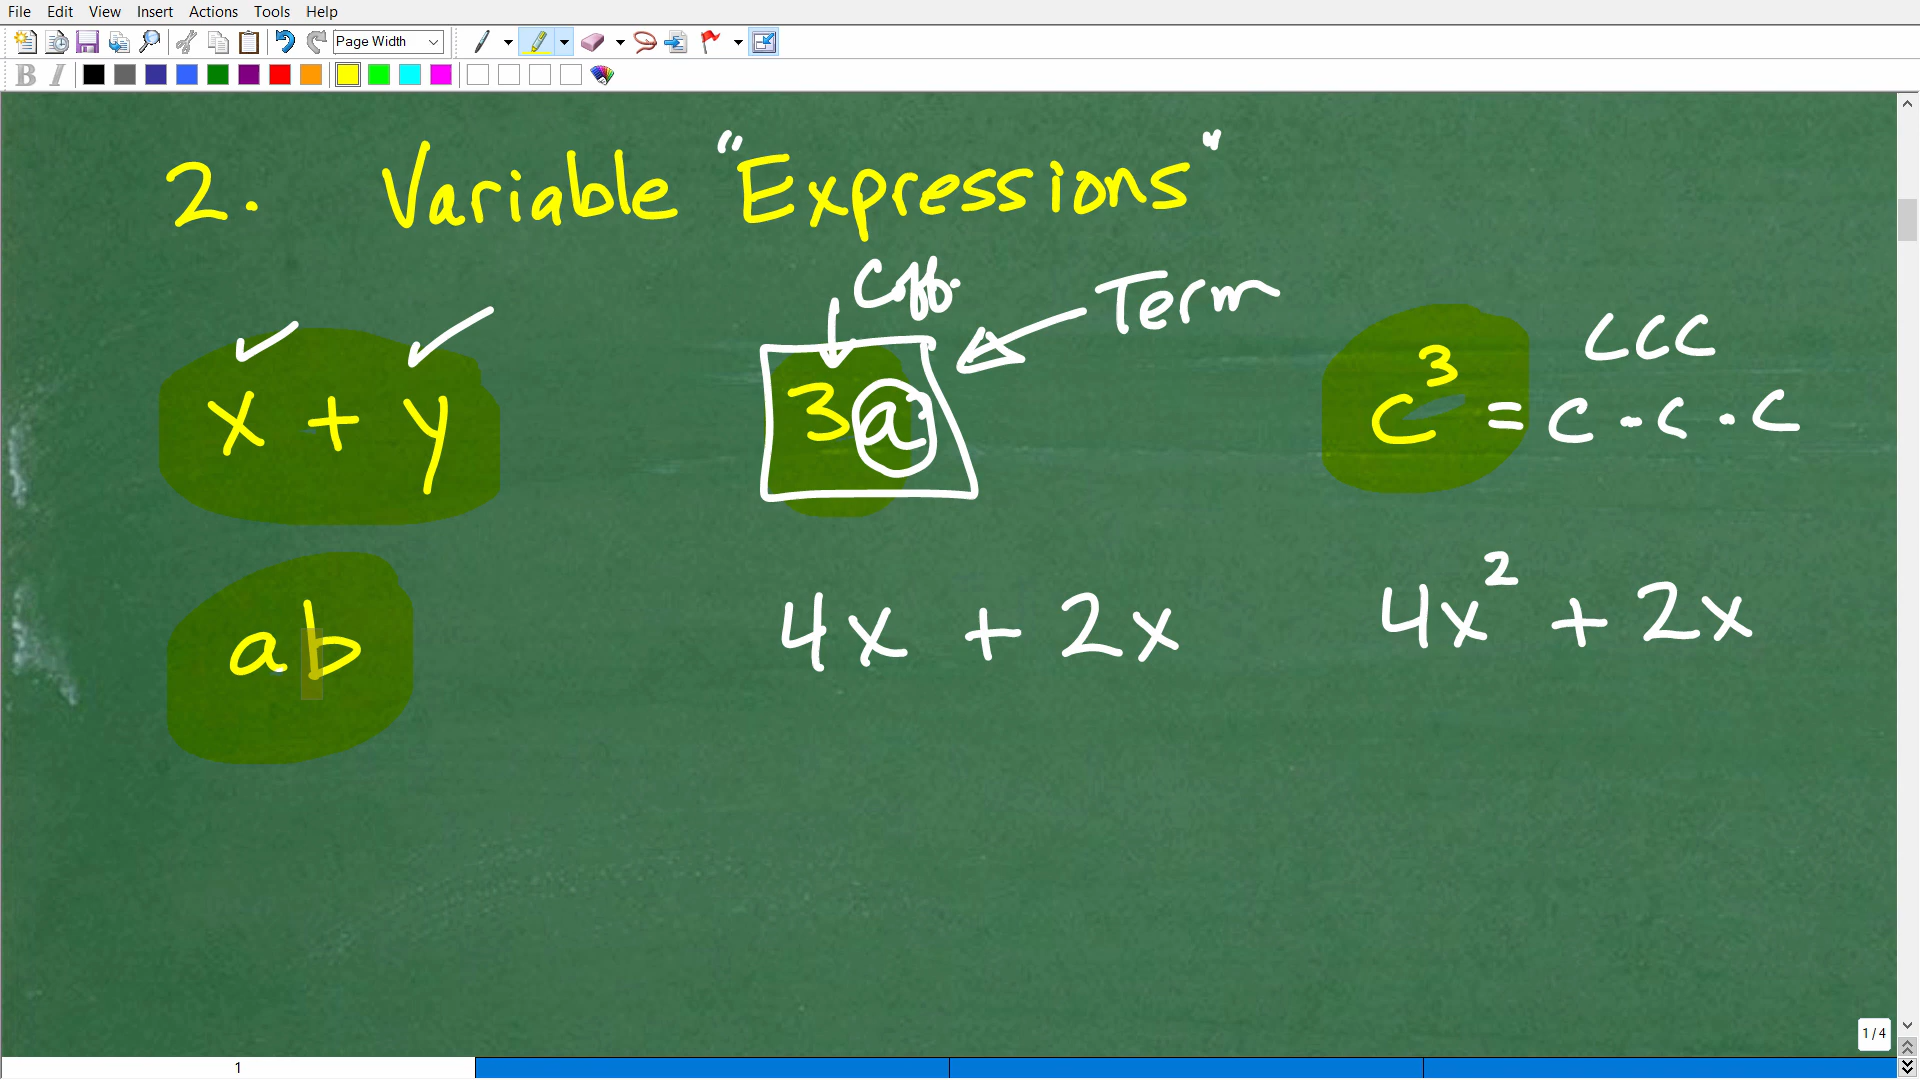 File Edit View Insert Actions Tools Help
Page Width
B I
2. Variable "Expressions"
Coff. Term
x + y
3a
CCC
c³ = c · c · c
ab
4x + 2x
4x² + 2x
1 / 4
1